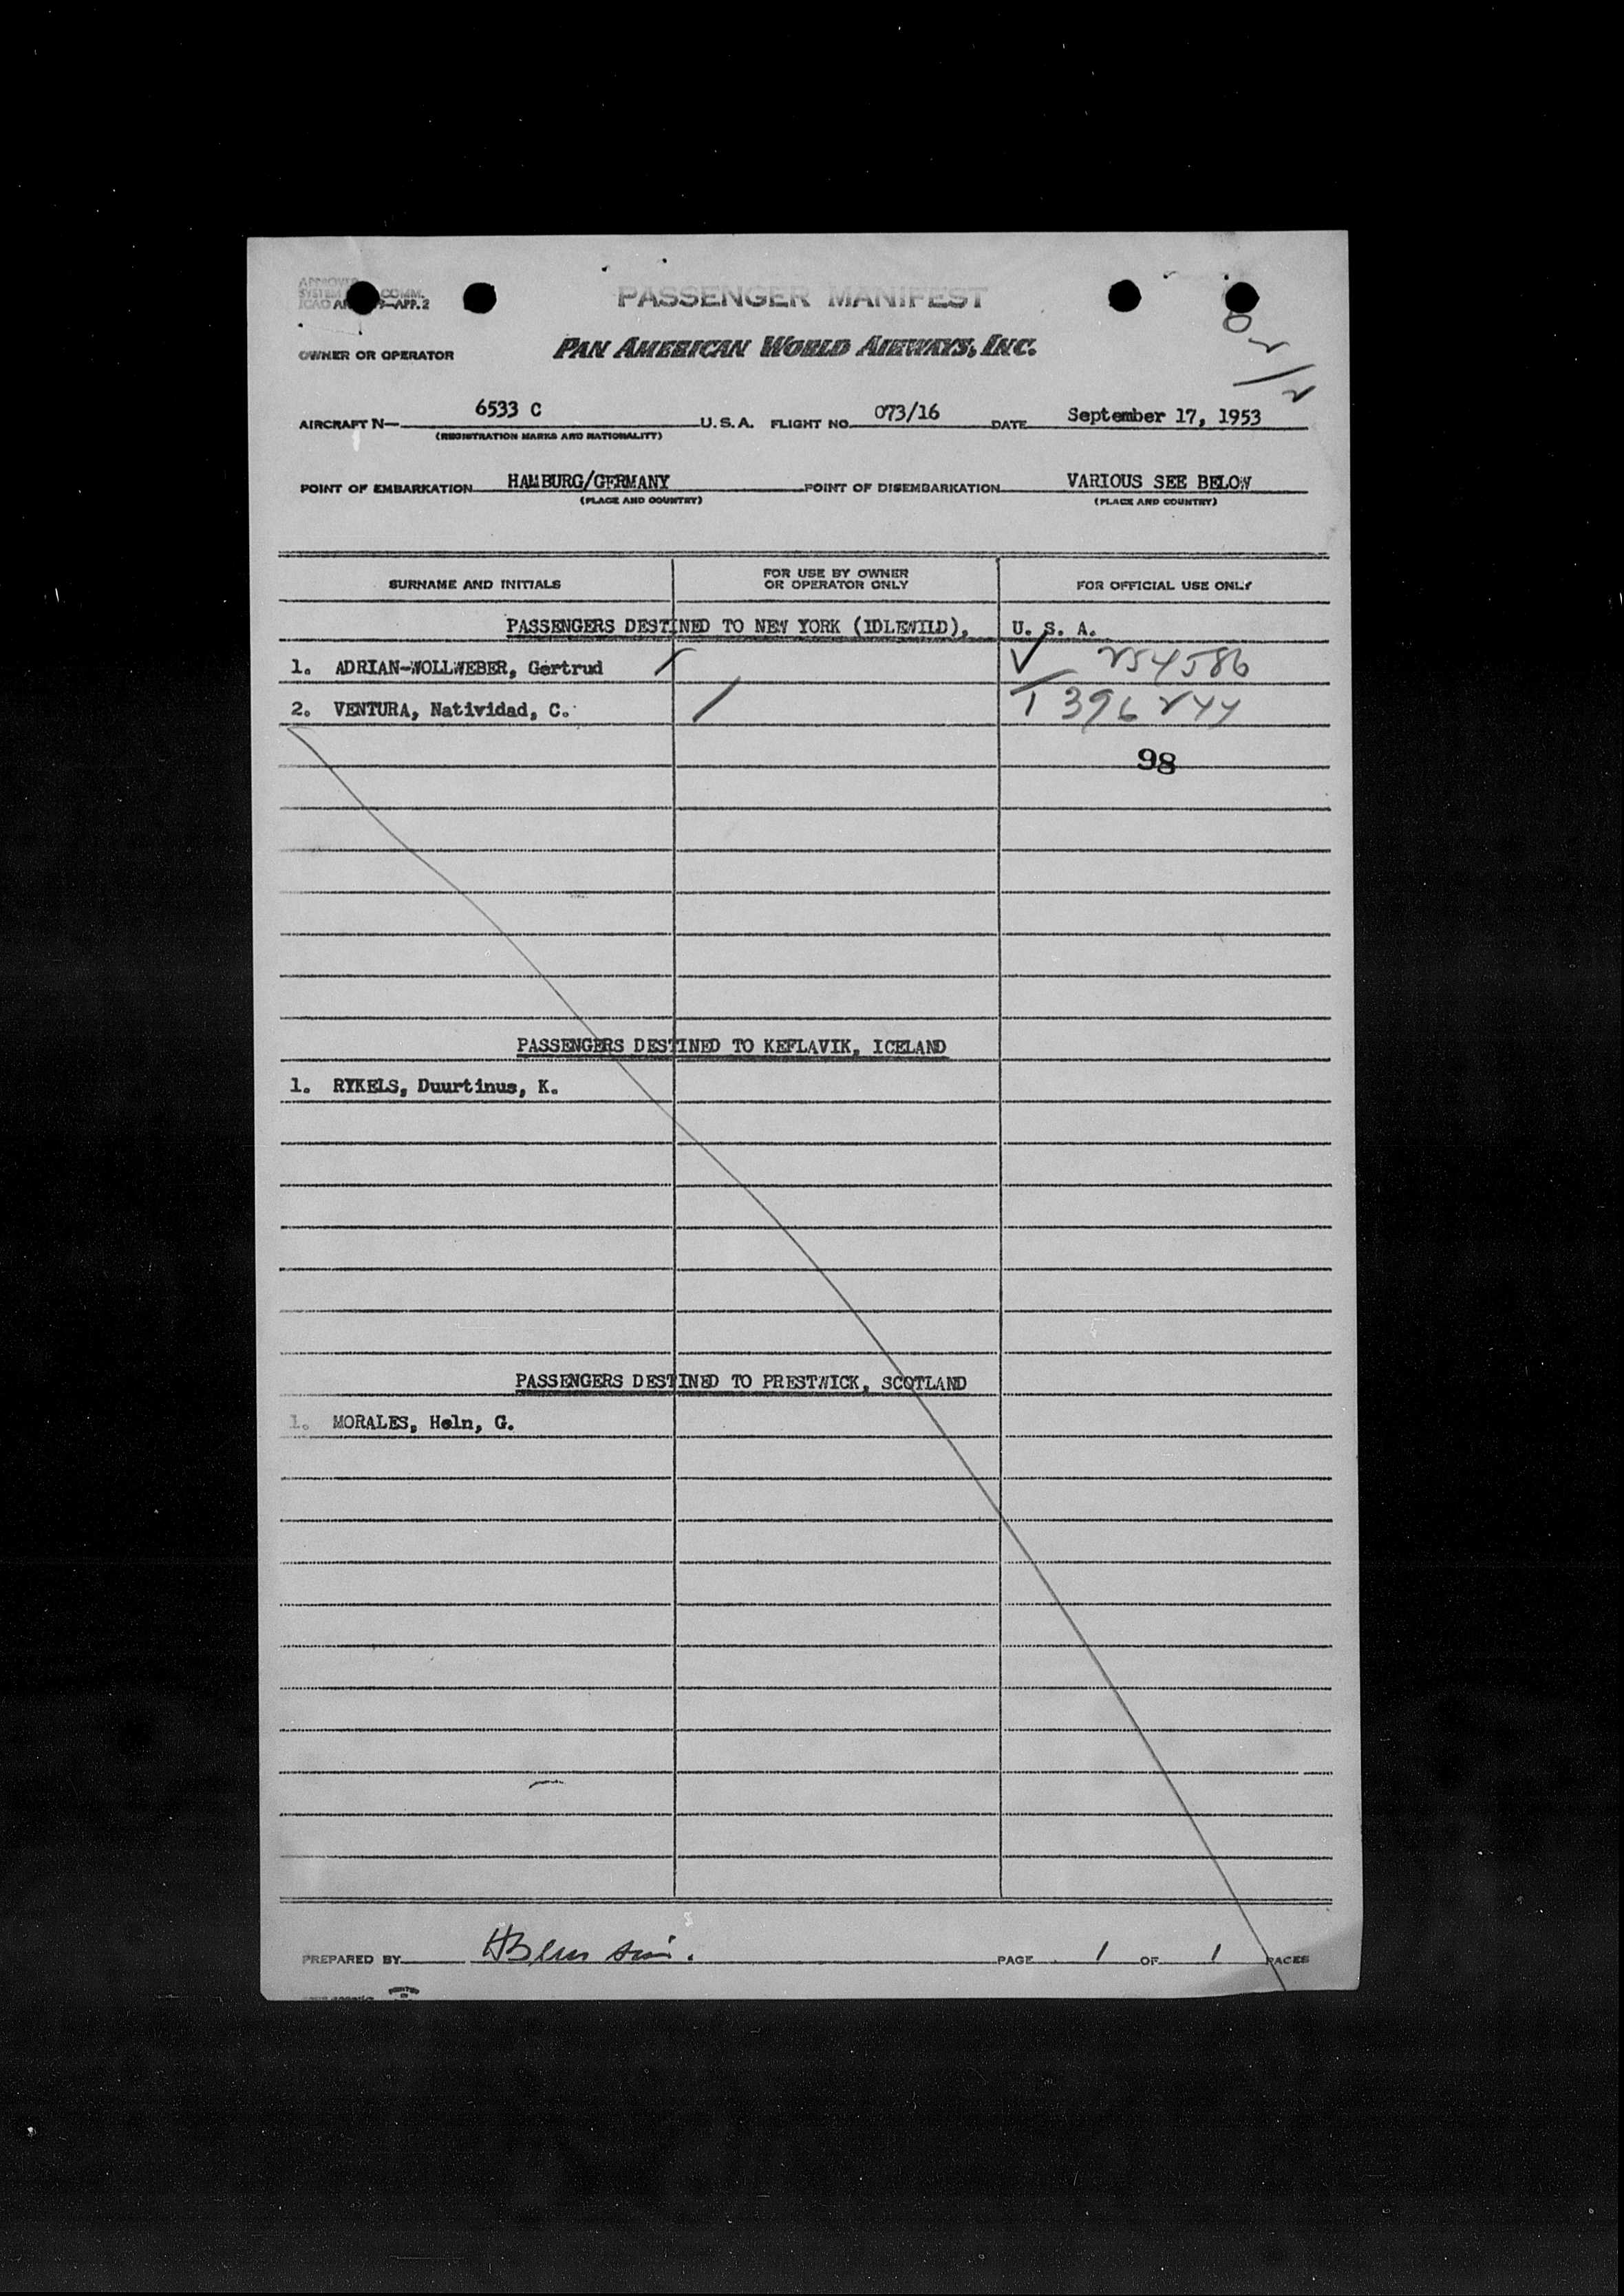 PASSENGER MANIFEST
OWNER OR OPERATOR PAN AMERICAN WORLD AIRWAYS, INC.
AIRCRAFT N— 6533 C U.S.A. FLIGHT NO. 073/16 DATE September 17, 1953
(REGISTRATION MARKS AND NATIONALITY)
POINT OF EMBARKATION HAMBURG/GERMANY POINT OF DISEMBARKATION VARIOUS SEE BELOW
(PLACE AND COUNTRY) (PLACE AND COUNTRY)
SURNAME AND INITIALS FOR USE BY OWNER OR OPERATOR ONLY FOR OFFICIAL USE ONLY
PASSENGERS DESTINED TO NEW YORK (IDLEWILD), U. S. A.
1. ADRIAN-WOLLWEBER, Gertrud V 254586
2. VENTURA, Natividad, C. T 396244
98
PASSENGERS DESTINED TO KEFLAVIK, ICELAND
1. RYKELS, Duurtinus, K.
PASSENGERS DESTINED TO PRESTWICK, SCOTLAND
1. MORALES, Heln, G.
PREPARED BY PAGE 1 OF 1 PAGES